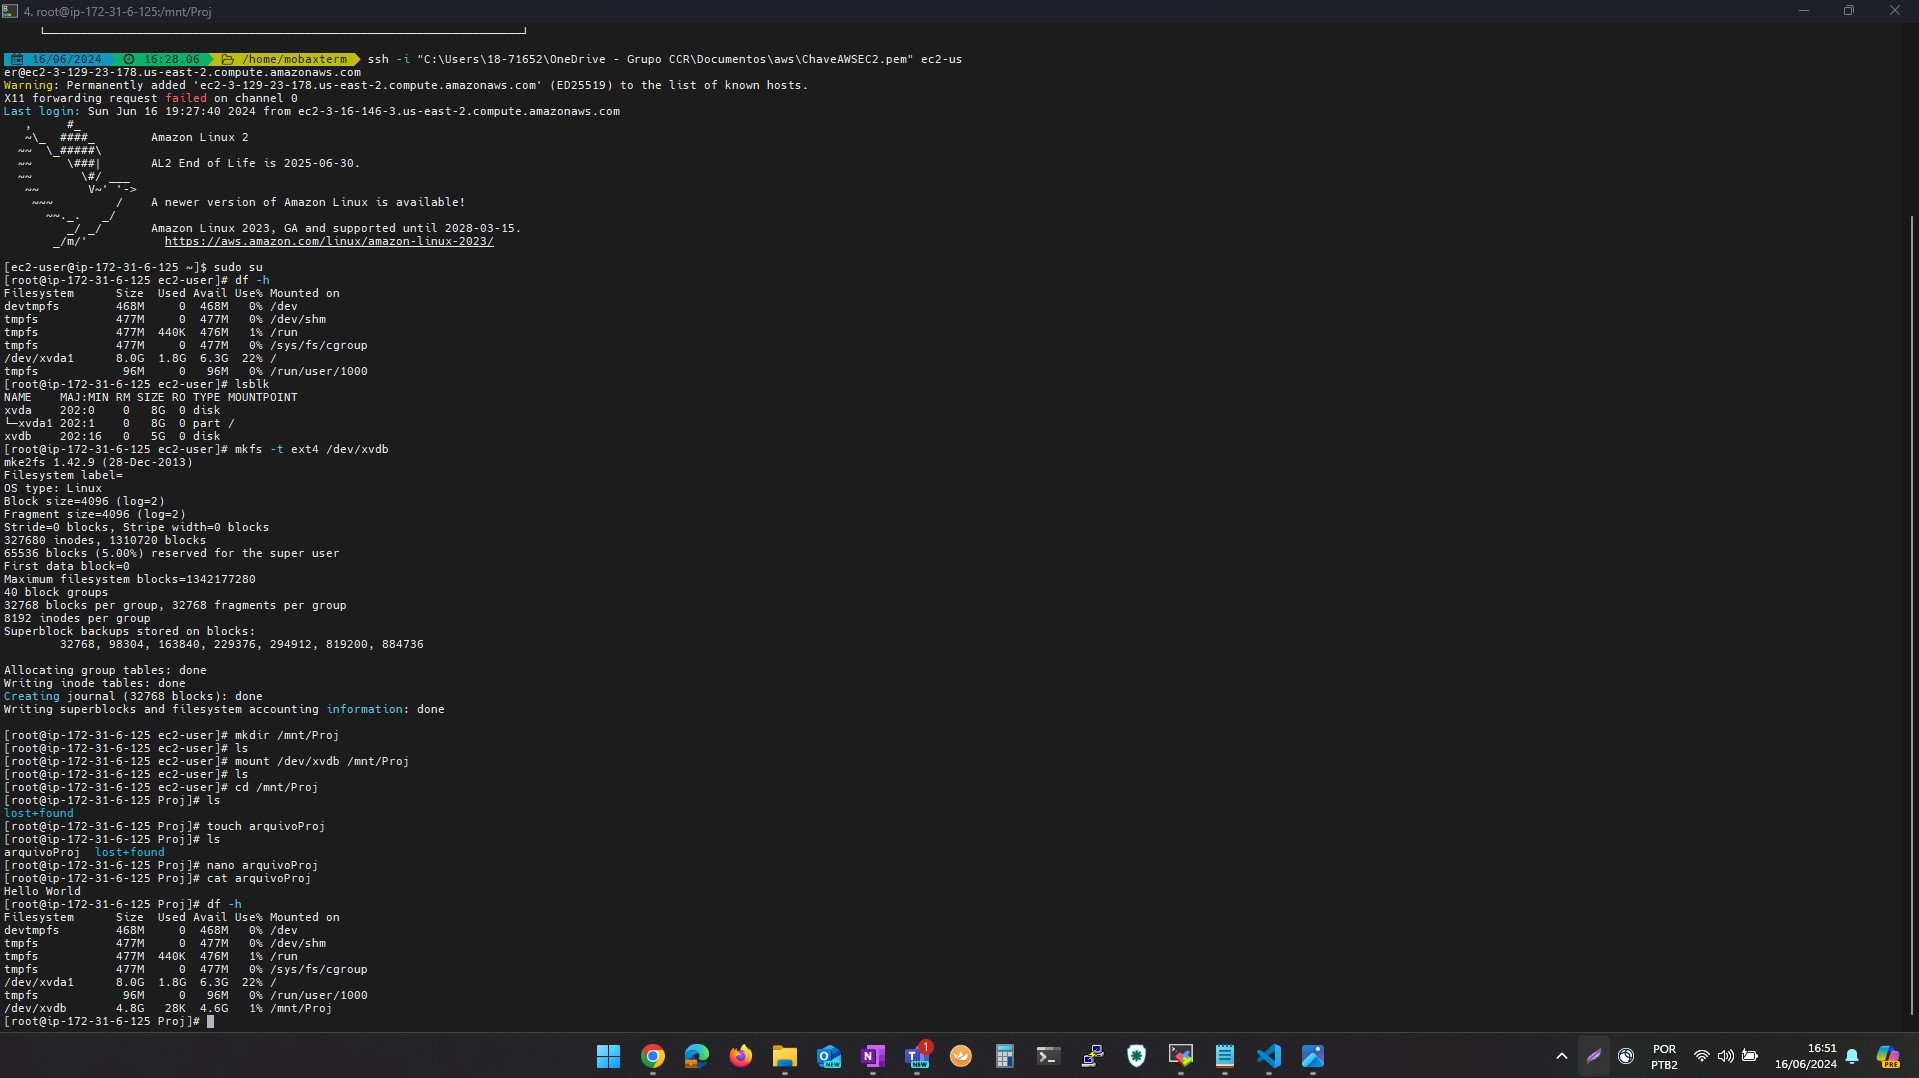 4. root@ip-172-31-6-125:/mnt/Proj
16/06/2024 16:28.06 /home/mobaxterm ssh -i "C:\Users\18-71652\OneDrive - Grupo CCR\Documentos\aws\ChaveAWSEC2.pem" ec2-us
er@ec2-3-129-23-178.us-east-2.compute.amazonaws.com
Warning: Permanently added 'ec2-3-129-23-178.us-east-2.compute.amazonaws.com' (ED25519) to the list of known hosts.
X11 forwarding request failed on channel 0
Last login: Sun Jun 16 19:27:40 2024 from ec2-3-16-146-3.us-east-2.compute.amazonaws.com
   ,     #_
   ~\_  ####_        Amazon Linux 2
  ~~  \_#####\
  ~~     \###|       AL2 End of Life is 2025-06-30.
  ~~       \#/ ___
   ~~       V~' '->
    ~~~         /    A newer version of Amazon Linux is available!
      ~~._.   _/
         _/ _/       Amazon Linux 2023, GA and supported until 2028-03-15.
       _/m/'           https://aws.amazon.com/linux/amazon-linux-2023/
[ec2-user@ip-172-31-6-125 ~]$ sudo su
[root@ip-172-31-6-125 ec2-user]# df -h
Filesystem      Size  Used Avail Use% Mounted on
devtmpfs        468M     0  468M   0% /dev
tmpfs           477M     0  477M   0% /dev/shm
tmpfs           477M  440K  476M   1% /run
tmpfs           477M     0  477M   0% /sys/fs/cgroup
/dev/xvda1      8.0G  1.8G  6.3G  22% /
tmpfs            96M     0   96M   0% /run/user/1000
[root@ip-172-31-6-125 ec2-user]# lsblk
NAME    MAJ:MIN RM SIZE RO TYPE MOUNTPOINT
xvda    202:0    0   8G  0 disk
└─xvda1 202:1    0   8G  0 part /
xvdb    202:16   0   5G  0 disk
[root@ip-172-31-6-125 ec2-user]# mkfs -t ext4 /dev/xvdb
mke2fs 1.42.9 (28-Dec-2013)
Filesystem label=
OS type: Linux
Block size=4096 (log=2)
Fragment size=4096 (log=2)
Stride=0 blocks, Stripe width=0 blocks
327680 inodes, 1310720 blocks
65536 blocks (5.00%) reserved for the super user
First data block=0
Maximum filesystem blocks=1342177280
40 block groups
32768 blocks per group, 32768 fragments per group
8192 inodes per group
Superblock backups stored on blocks:
        32768, 98304, 163840, 229376, 294912, 819200, 884736
Allocating group tables: done
Writing inode tables: done
Creating journal (32768 blocks): done
Writing superblocks and filesystem accounting information: done
[root@ip-172-31-6-125 ec2-user]# mkdir /mnt/Proj
[root@ip-172-31-6-125 ec2-user]# ls
[root@ip-172-31-6-125 ec2-user]# mount /dev/xvdb /mnt/Proj
[root@ip-172-31-6-125 ec2-user]# ls
[root@ip-172-31-6-125 ec2-user]# cd /mnt/Proj
[root@ip-172-31-6-125 Proj]# ls
lost+found
[root@ip-172-31-6-125 Proj]# touch arquivoProj
[root@ip-172-31-6-125 Proj]# ls
arquivoProj  lost+found
[root@ip-172-31-6-125 Proj]# nano arquivoProj
[root@ip-172-31-6-125 Proj]# cat arquivoProj
Hello World
[root@ip-172-31-6-125 Proj]# df -h
Filesystem      Size  Used Avail Use% Mounted on
devtmpfs        468M     0  468M   0% /dev
tmpfs           477M     0  477M   0% /dev/shm
tmpfs           477M  440K  476M   1% /run
tmpfs           477M     0  477M   0% /sys/fs/cgroup
/dev/xvda1      8.0G  1.8G  6.3G  22% /
tmpfs            96M     0   96M   0% /run/user/1000
/dev/xvdb       4.8G   28K  4.6G   1% /mnt/Proj
[root@ip-172-31-6-125 Proj]#
NEW
N
T
1
NEW
POR
PTB2
16:51
16/06/2024
PRE